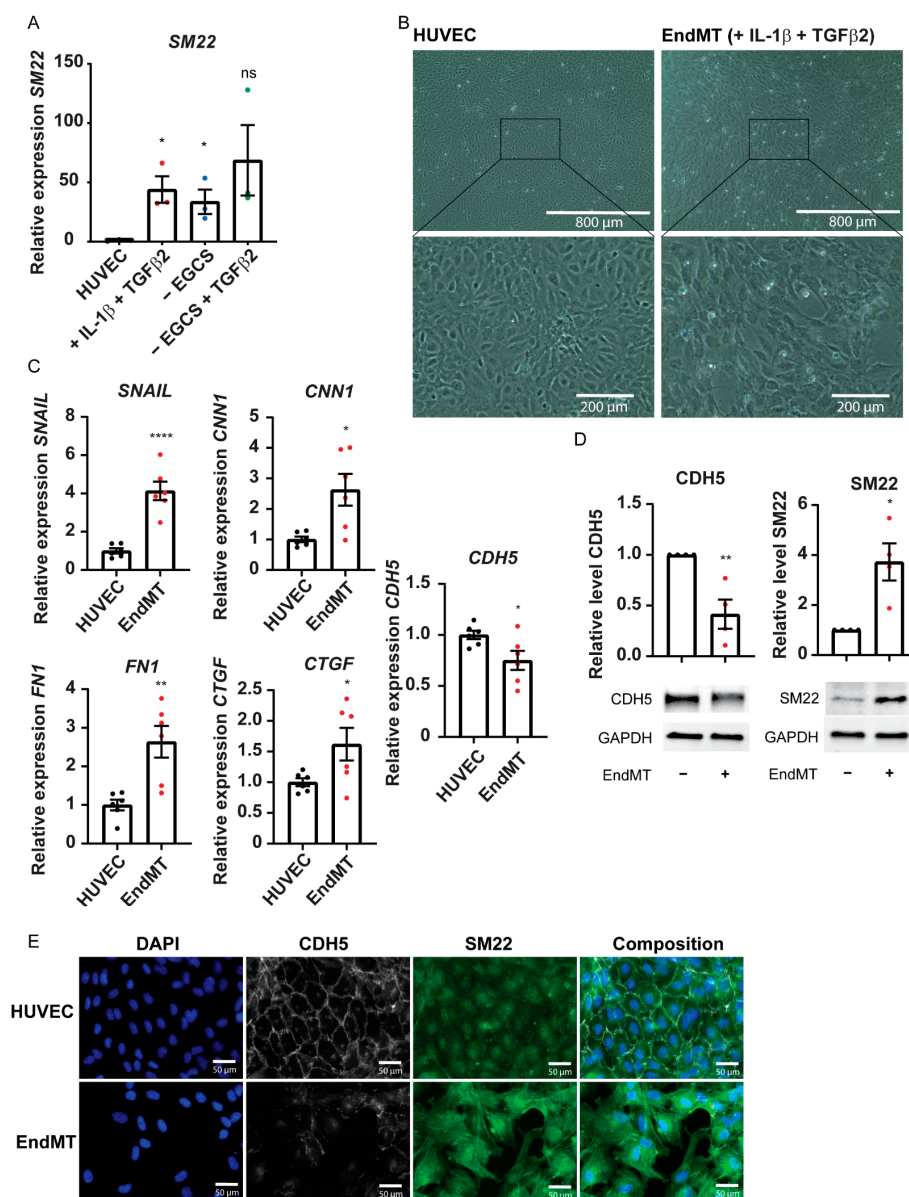 A
SM22
Relative expression SM22
150
100
50
0
*
*
ns
HUVEC
+ IL-1β + TGFβ2
– EGCS
– EGCS + TGFβ2
B
HUVEC
EndMT (+ IL-1β + TGFβ2)
800 µm
800 µm
200 µm
200 µm
C
SNAIL
Relative expression SNAIL
8
6
4
2
0
****
HUVEC
EndMT
CNN1
Relative expression CNN1
5
4
3
2
1
0
*
HUVEC
EndMT
FN1
Relative expression FN1
4
3
2
1
0
**
HUVEC
EndMT
CTGF
Relative expression CTGF
2.5
2.0
1.5
1.0
0.5
0
*
HUVEC
EndMT
CDH5
Relative expression CDH5
1.5
1.0
0.5
0
*
HUVEC
EndMT
D
CDH5
Relative level CDH5
1.5
1.0
0.5
0.0
**
CDH5
GAPDH
EndMT – +
SM22
Relative level SM22
6
4
2
0
*
SM22
GAPDH
EndMT – +
E
DAPI CDH5 SM22 Composition
HUVEC
50 µm 50 µm 50 µm 50 µm
EndMT
50 µm 50 µm 50 µm 50 µm